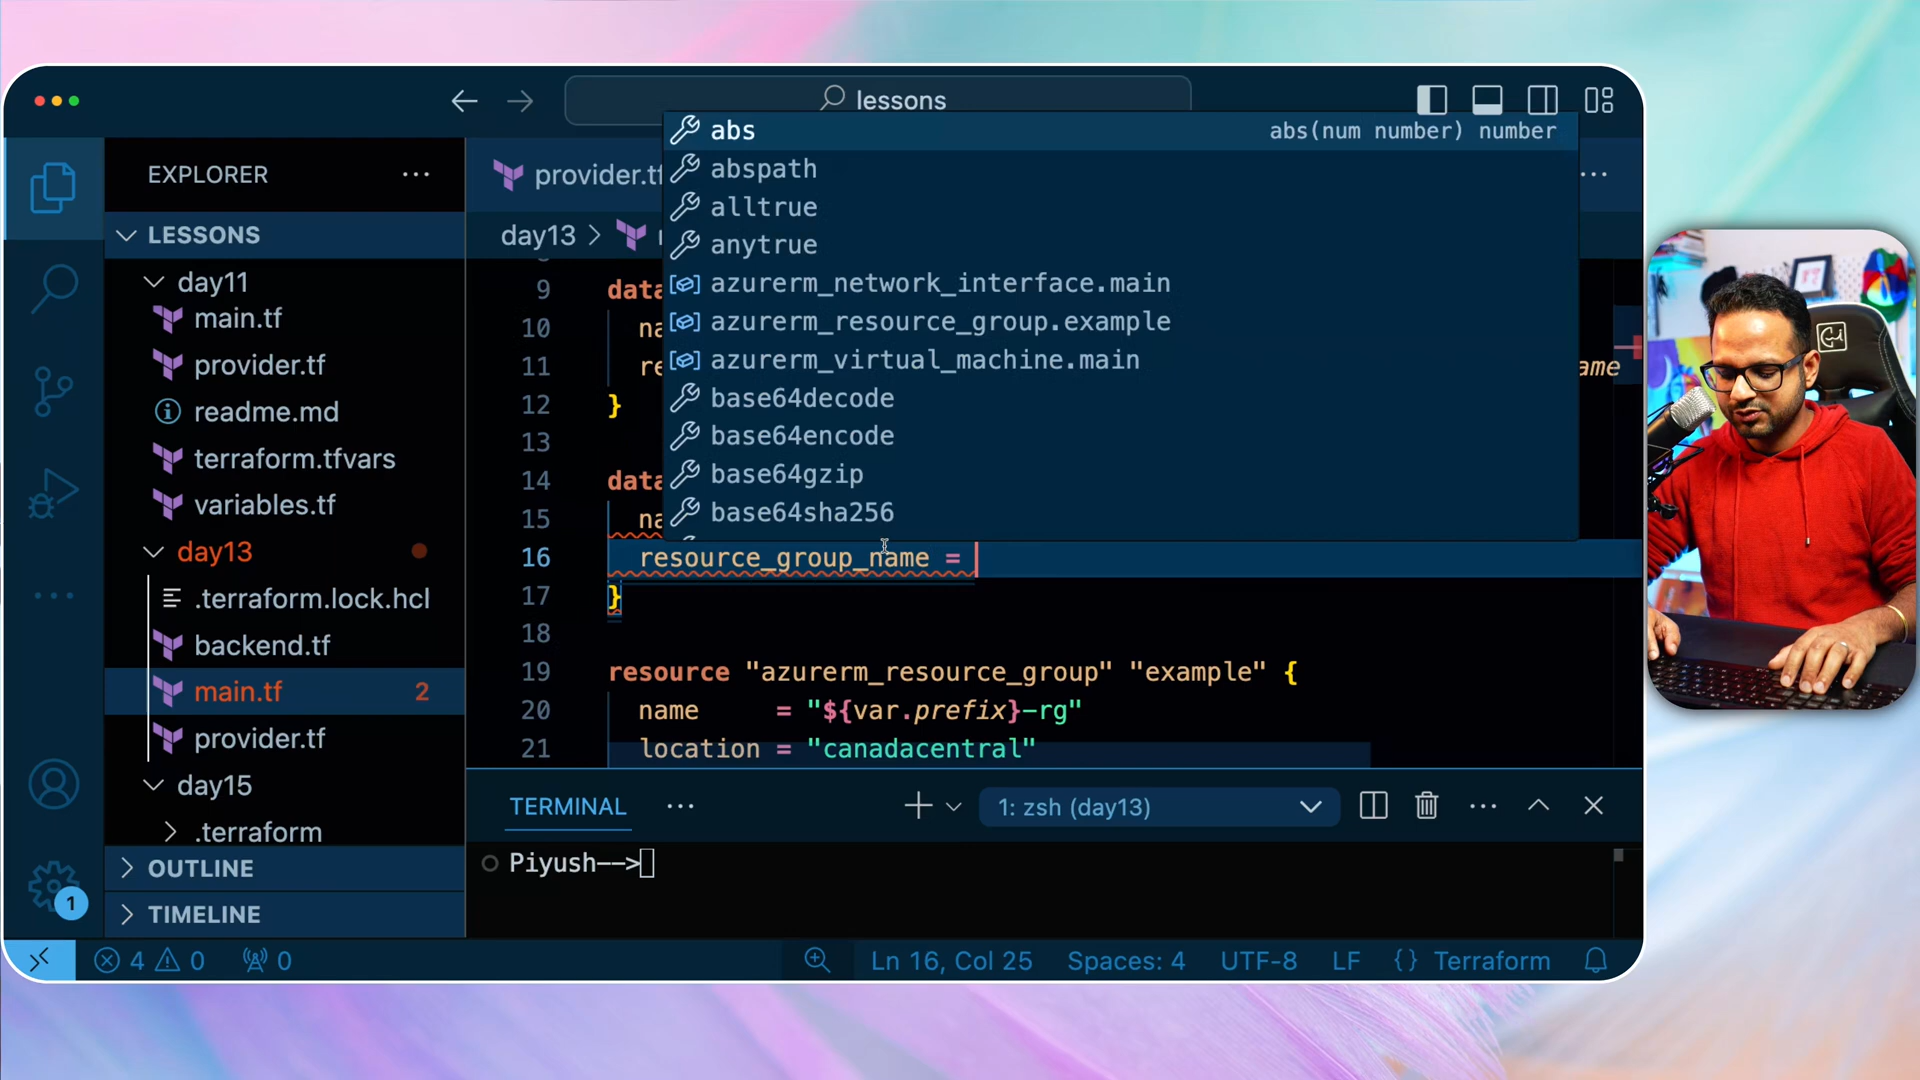 lessons
EXPLORER
LESSONS
day11
main.tf
provider.tf
readme.md
terraform.tfvars
variables.tf
day13
.terraform.lock.hcl
backend.tf
main.tf 2
provider.tf
day15
.terraform
OUTLINE
TIMELINE
1
provider.tf
day13 >
abs abs(num number) number
abspath
alltrue
anytrue
azurerm_network_interface.main
azurerm_resource_group.example
azurerm_virtual_machine.main
base64decode
base64encode
base64gzip
base64sha256
9 data
10 na
11 re ame
12 }
13
14 data
15 na
16 resource_group_name =
17 }
18
19 resource "azurerm_resource_group" "example" {
20 name = "${var.prefix}-rg"
21 location = "canadacentral"
TERMINAL
1: zsh (day13)
Piyush-->
4 0 0
Ln 16, Col 25 Spaces: 4 UTF-8 LF {} Terraform